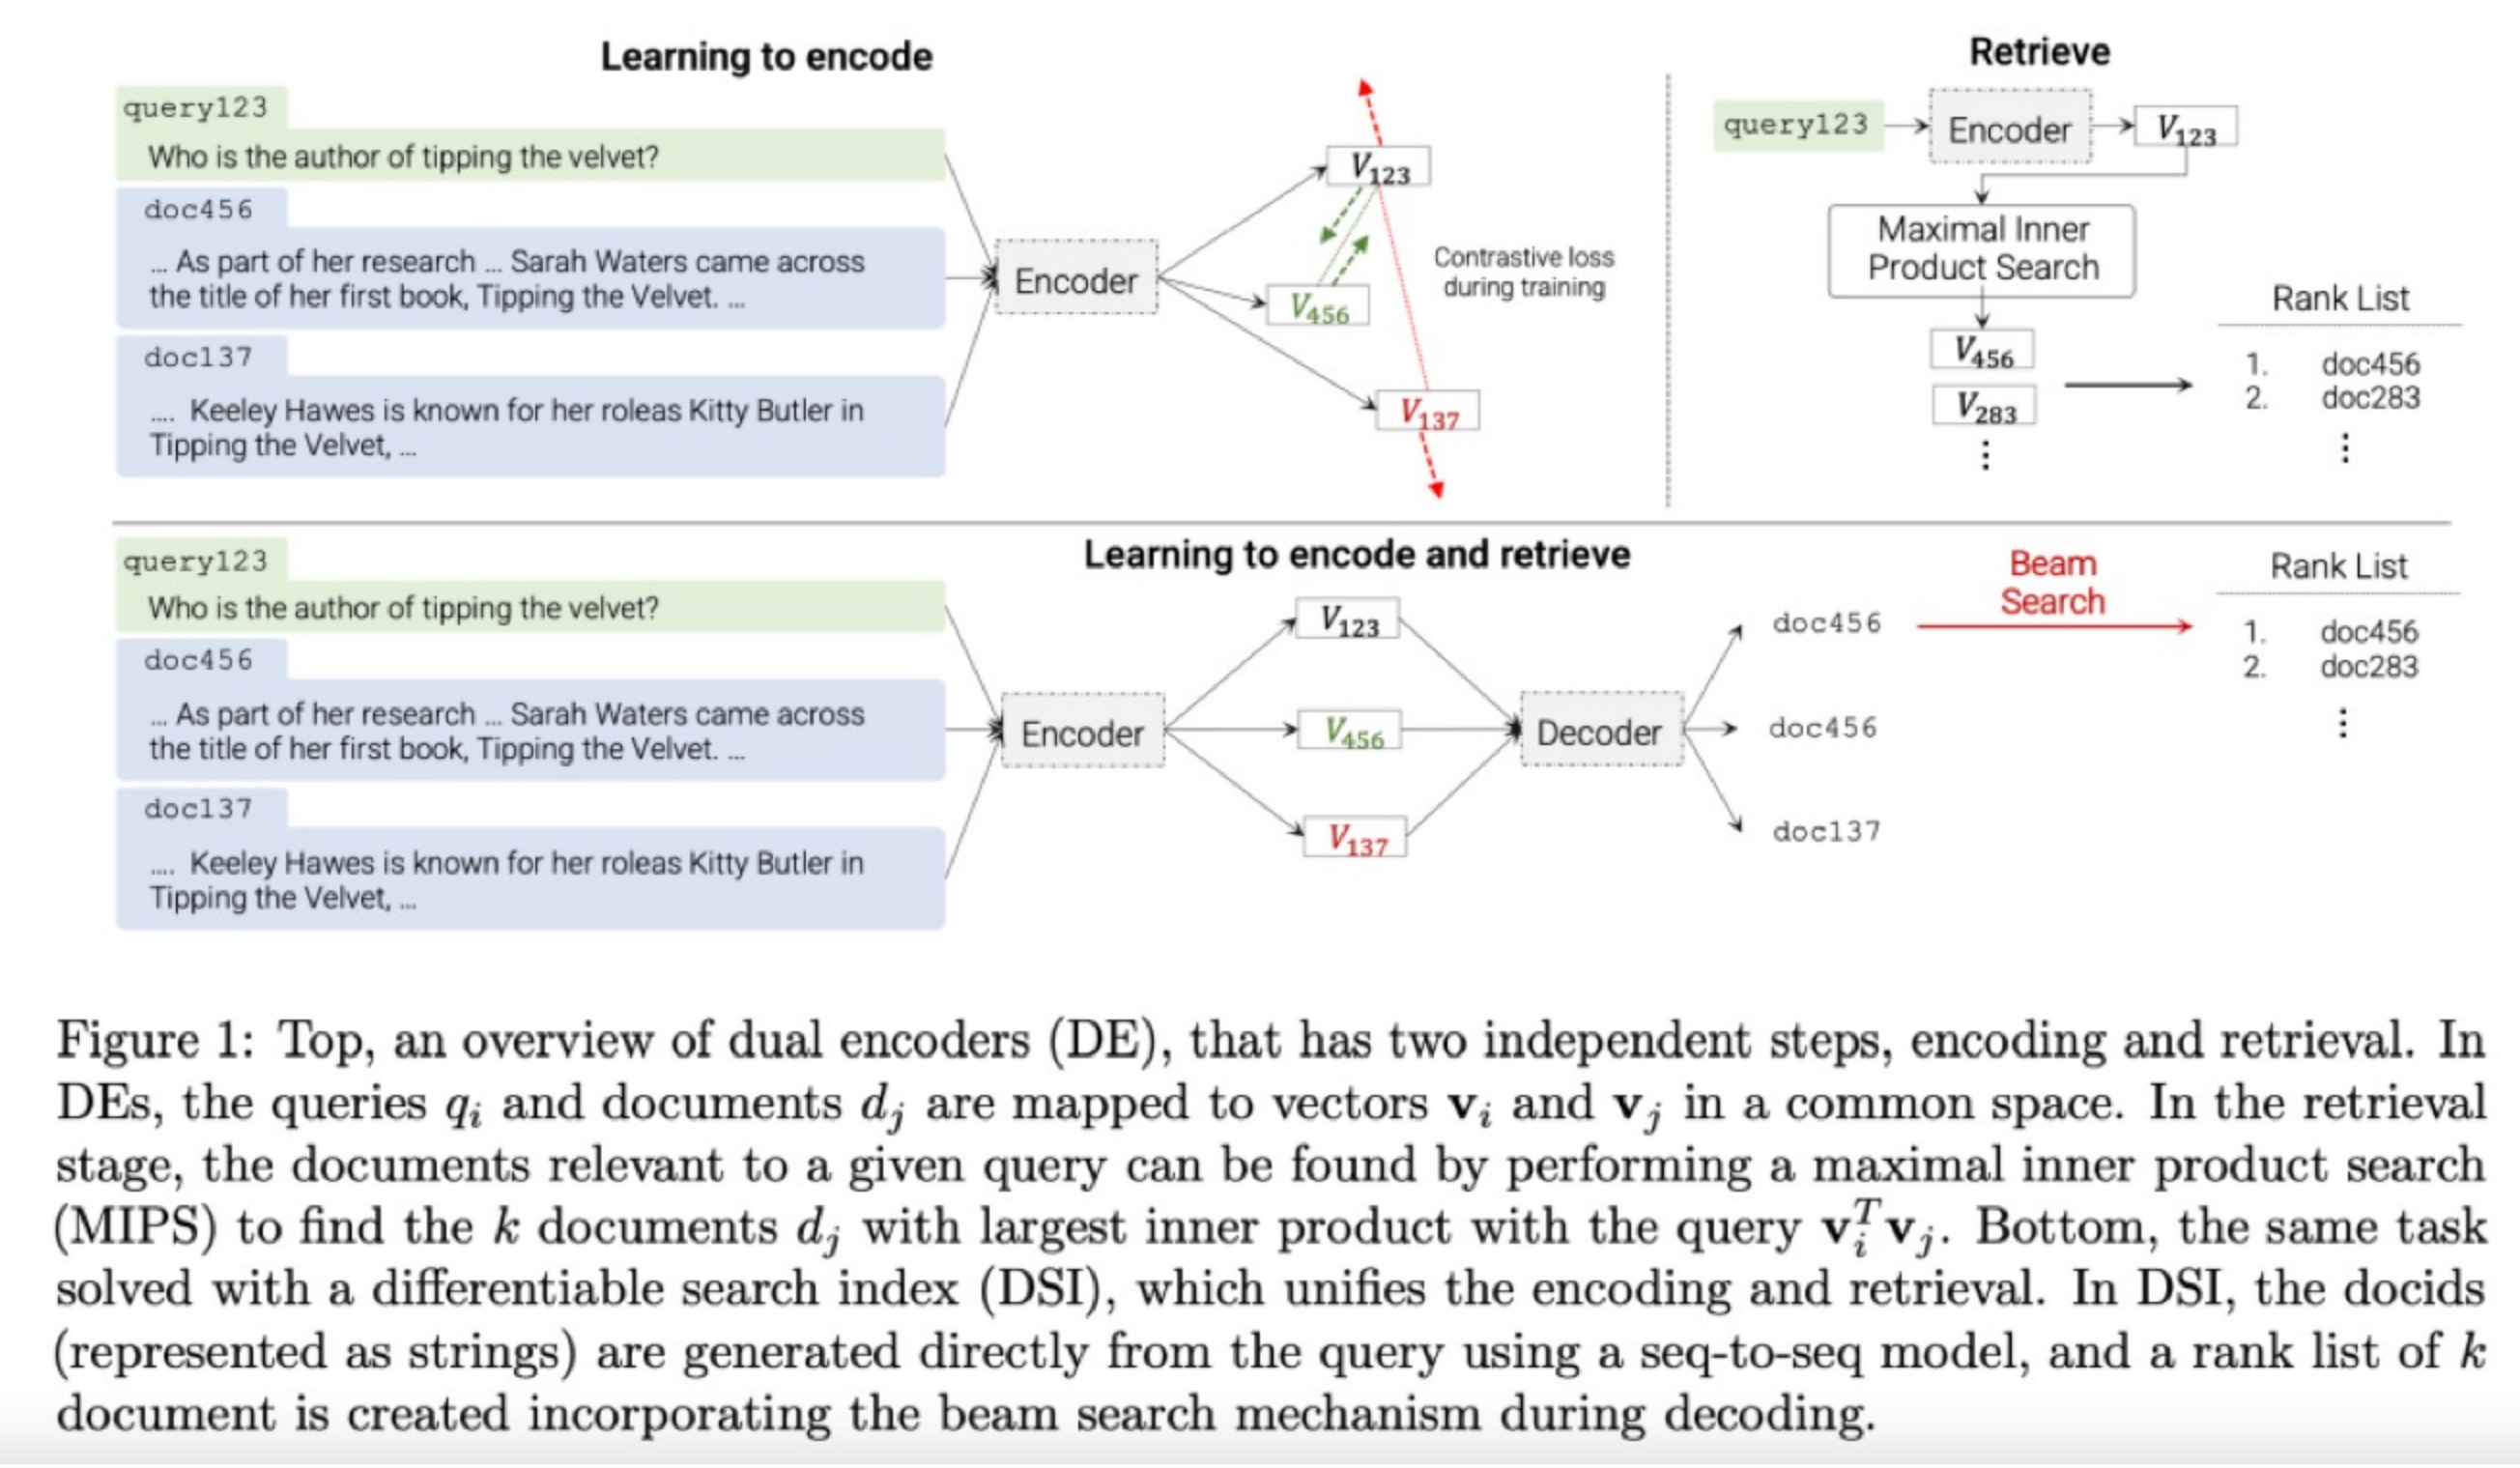 Learning to encode
query123
Who is the author of tipping the velvet?
doc456
... As part of her research ... Sarah Waters came across
the title of her first book, Tipping the Velvet. ...
doc137
.... Keeley Hawes is known for her roleas Kitty Butler in
Tipping the Velvet, ...
Encoder
V123
V456
V137
Contrastive loss
during training
Retrieve
query123
Encoder
V123
Maximal Inner
Product Search
V456
V283
⋮
Rank List
1. doc456
2. doc283
⋮
Learning to encode and retrieve
query123
Who is the author of tipping the velvet?
doc456
... As part of her research ... Sarah Waters came across
the title of her first book, Tipping the Velvet. ...
doc137
.... Keeley Hawes is known for her roleas Kitty Butler in
Tipping the Velvet, ...
Encoder
V123
V456
V137
Decoder
doc456
doc456
doc137
Beam
Search
Rank List
1. doc456
2. doc283
⋮
Figure 1: Top, an overview of dual encoders (DE), that has two independent steps, encoding and retrieval. In
DEs, the queries qi and documents dj are mapped to vectors vi and vj in a common space. In the retrieval
stage, the documents relevant to a given query can be found by performing a maximal inner product search
(MIPS) to find the k documents dj with largest inner product with the query viTvj. Bottom, the same task
solved with a differentiable search index (DSI), which unifies the encoding and retrieval. In DSI, the docids
(represented as strings) are generated directly from the query using a seq-to-seq model, and a rank list of k
document is created incorporating the beam search mechanism during decoding.